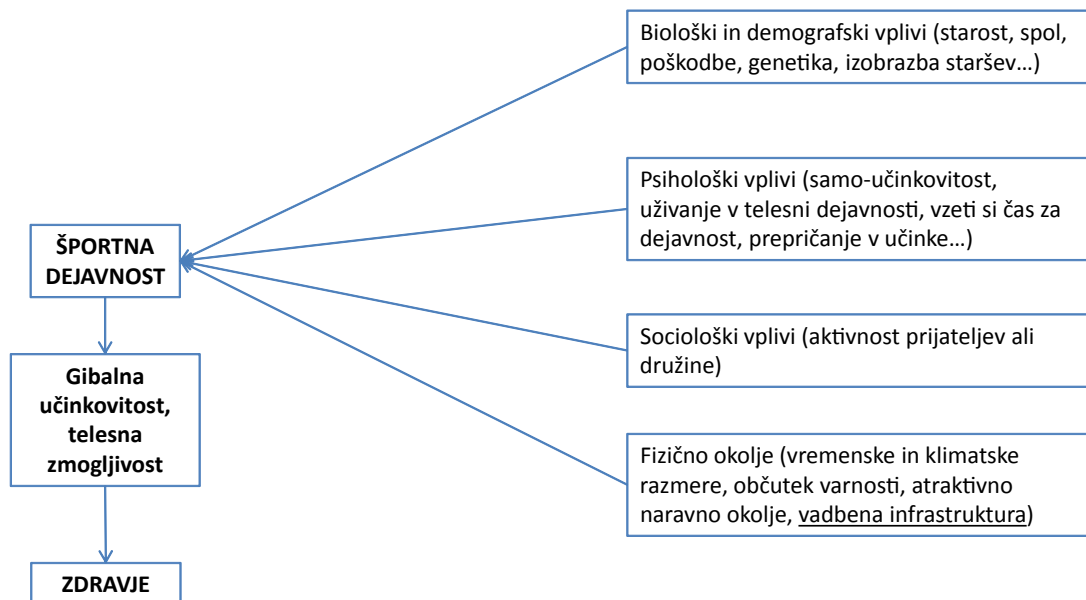 Biološki in demografski vplivi (starost, spol,
poškodbe, genetika, izobrazba staršev…)
Psihološki vplivi (samo-učinkovitost,
uživanje v telesni dejavnosti, vzeti si čas za
dejavnost, prepričanje v učinke…)
ŠPORTNA
DEJAVNOST
Sociološki vplivi (aktivnost prijateljev ali
družine)
Gibalna
učinkovitost,
telesna
zmogljivost
Fizično okolje (vremenske in klimatske
razmere, občutek varnosti, atraktivno
naravno okolje, vadbena infrastruktura)
ZDRAVJE